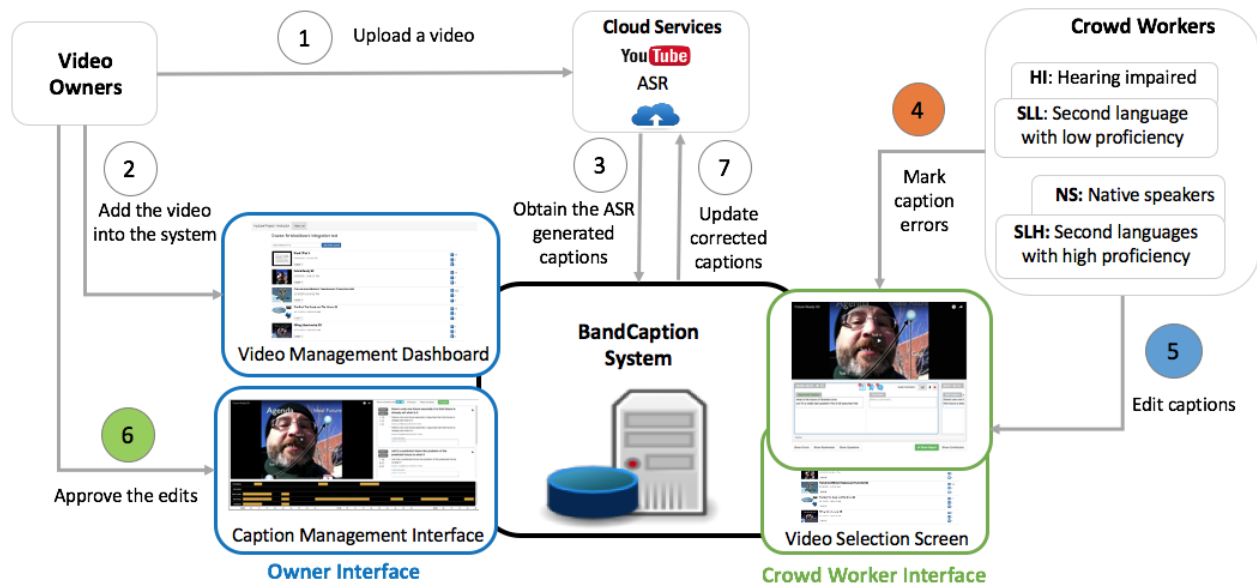 Video
Owners
1
Upload a video
Cloud Services
YouTube
ASR
Crowd Workers
HI: Hearing impaired
SLL: Second language
with low proficiency
NS: Native speakers
SLH: Second languages
with high proficiency
2
Add the video
into the system
3
Obtain the ASR
generated
captions
7
Update
corrected
captions
4
Mark
caption
errors
5
Edit captions
Video Management Dashboard
BandCaption
System
Agenda
6
Approve the edits
Caption Management Interface
Owner Interface
Agenda
Video Selection Screen
Crowd Worker Interface